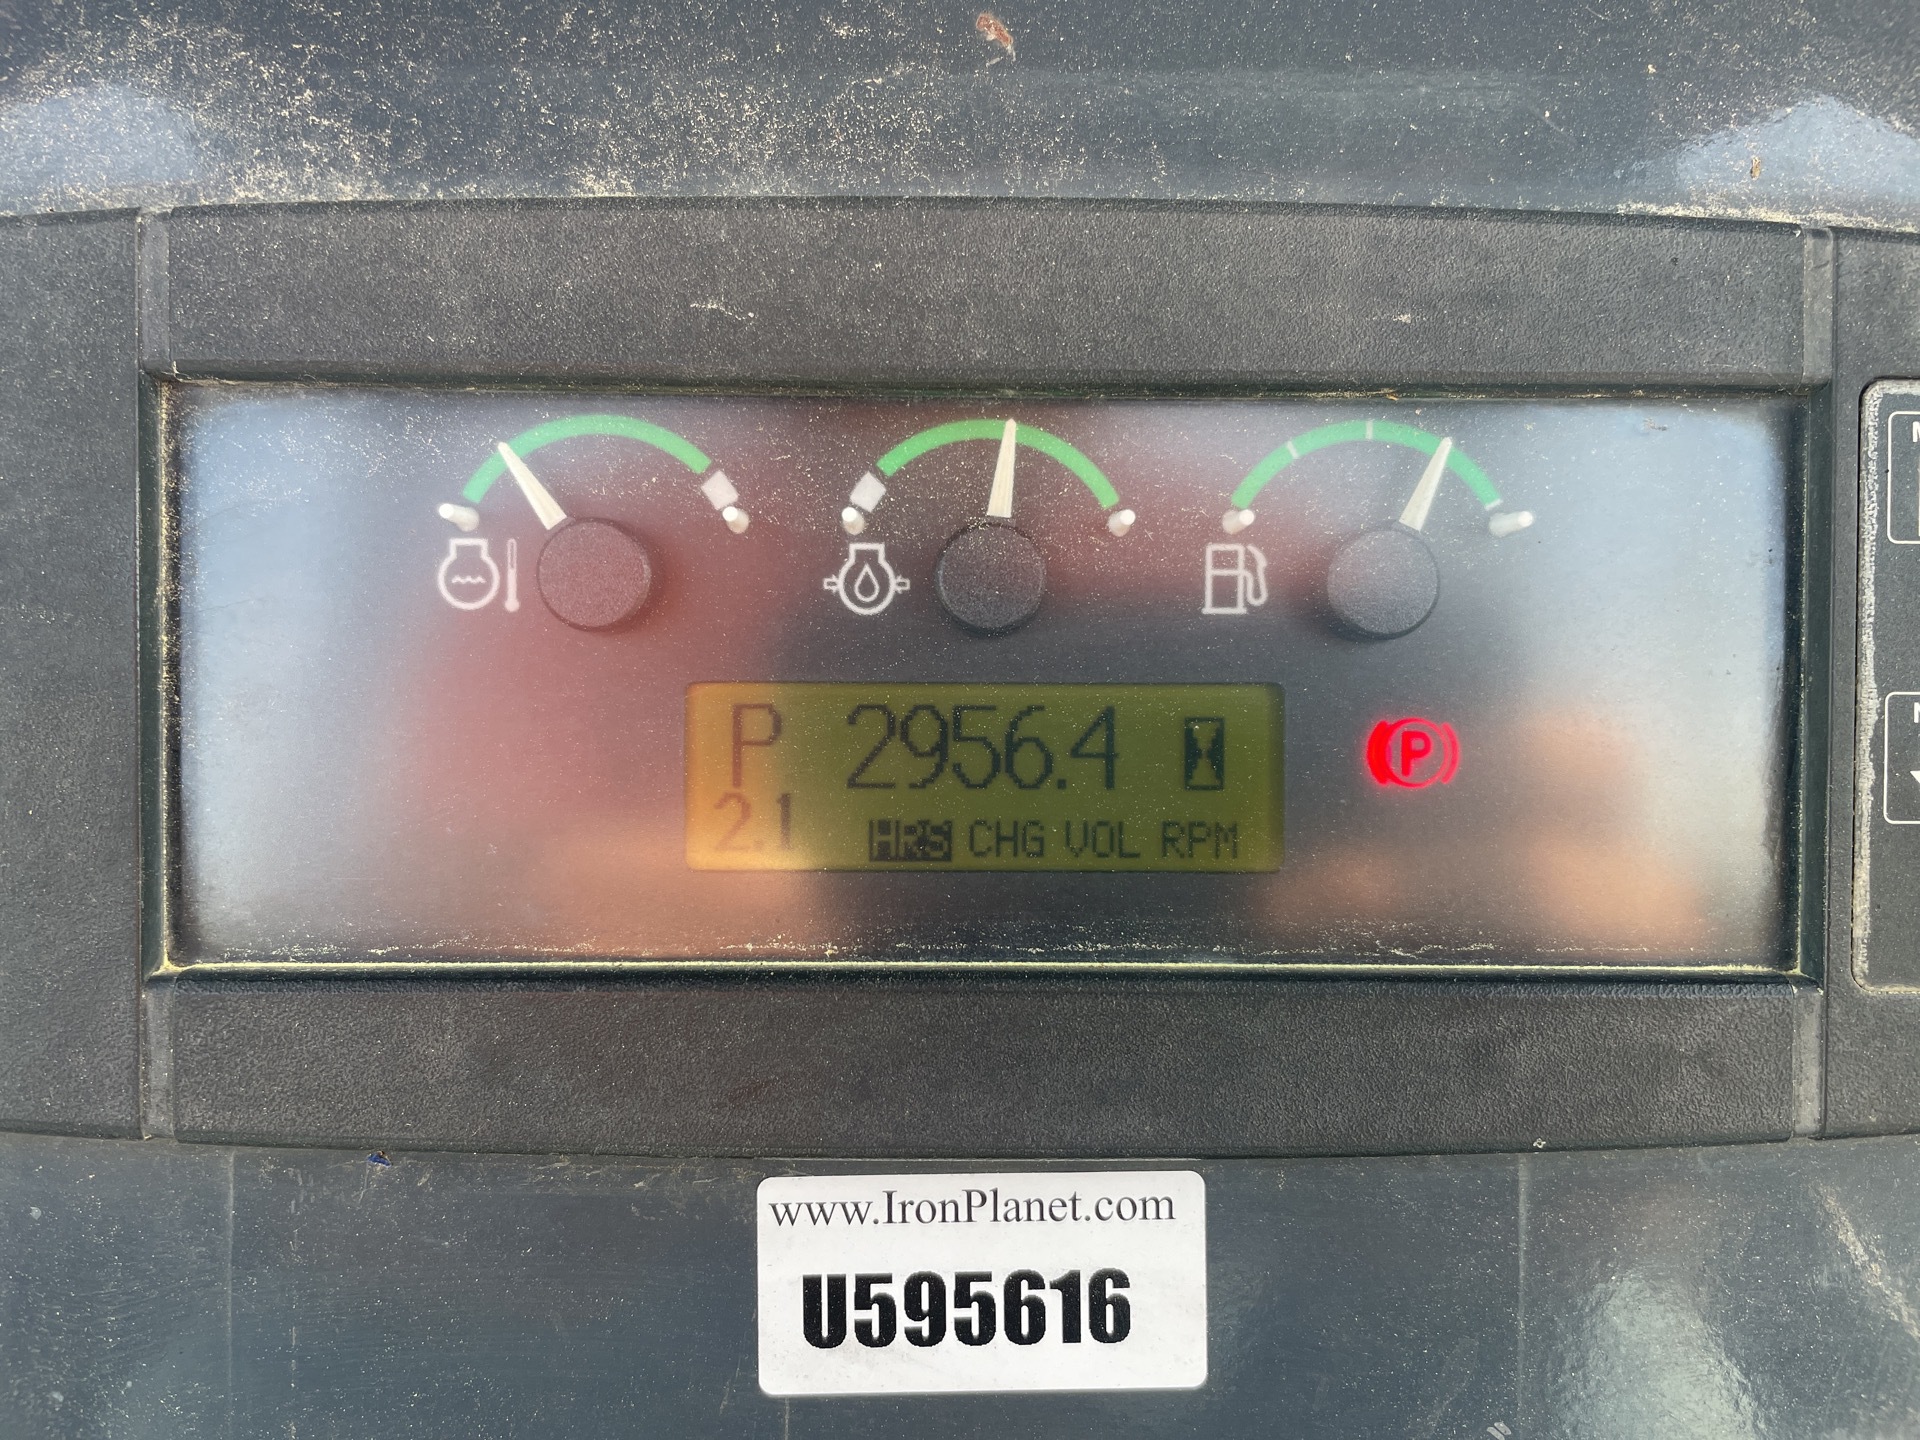 P 2956.4
2.1 HRS CHG VOL RPM
P
www.IronPlanet.com
U595616